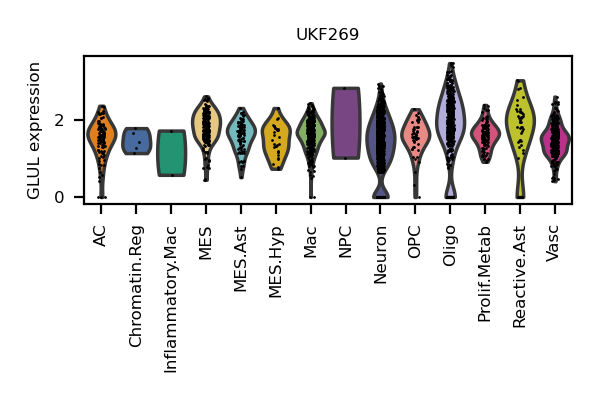 UKF269
GLUL expression
2
0
AC
Chromatin.Reg
Inflammatory.Mac
MES
MES.Ast
MES.Hyp
Mac
NPC
Neuron
OPC
Oligo
Prolif.Metab
Reactive.Ast
Vasc